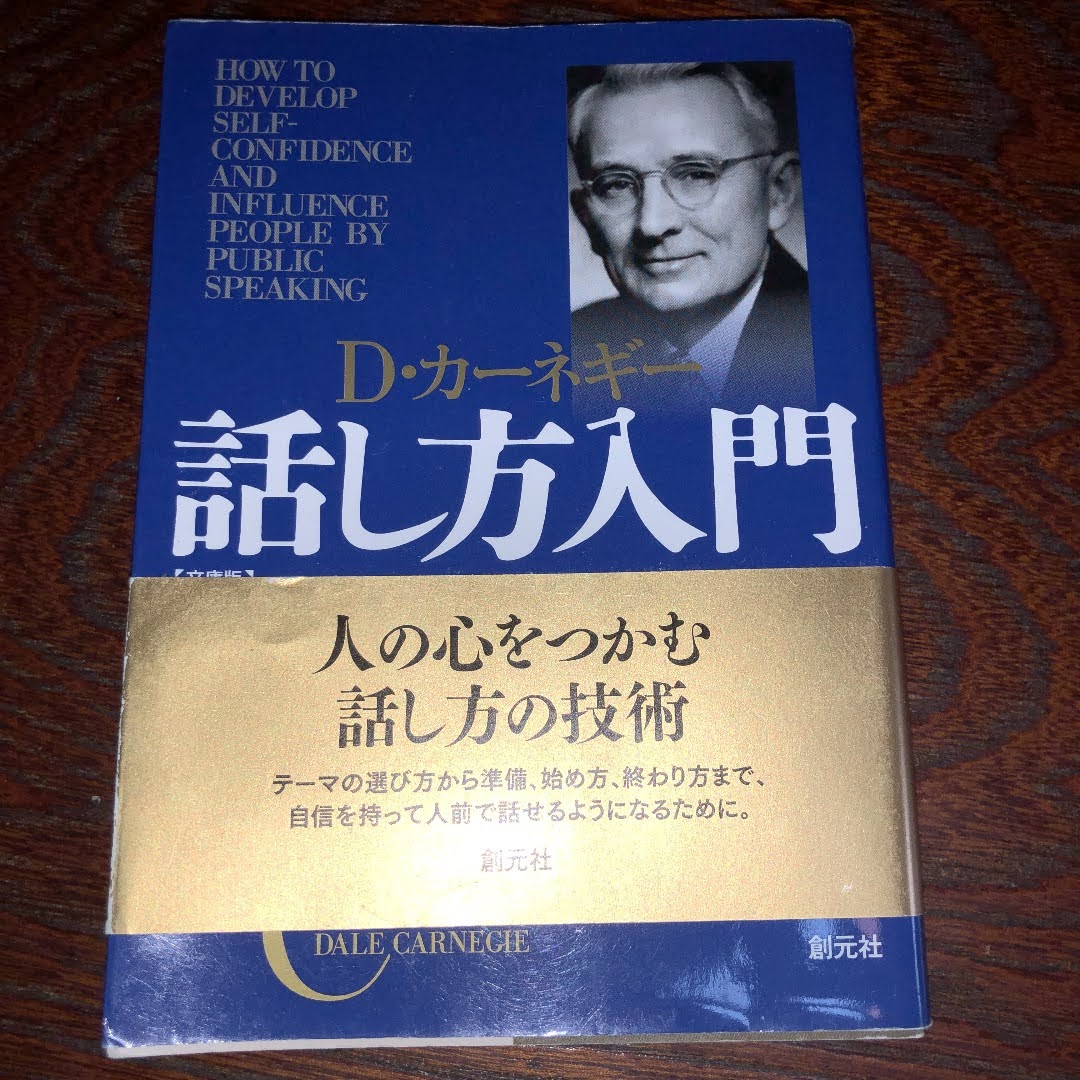 HOW TO
DEVELOP
SELF-
CONFIDENCE
AND
INFLUENCE
PEOPLE BY
PUBLIC
SPEAKING
D・カーネギー
話し方入門
【文庫版】
人の心をつかむ
話し方の技術
テーマの選び方から準備、始め方、終わり方まで、
自信を持って人前で話せるようになるために。
創元社
DALE CARNEGIE
創元社